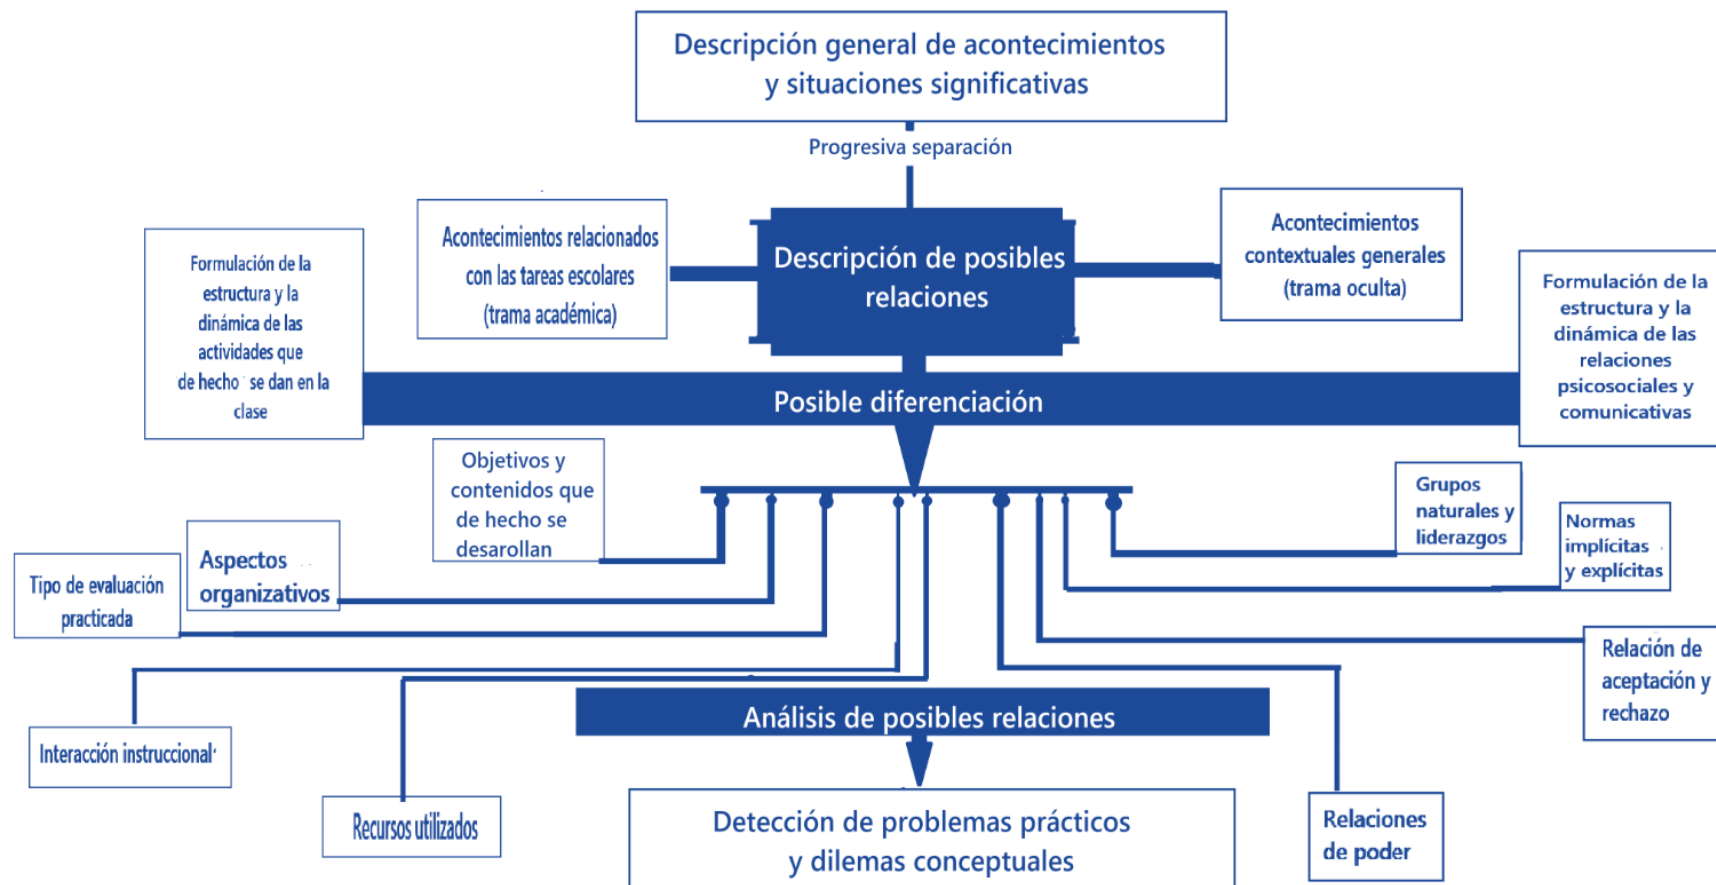 Descripción general de acontecimientos
y situaciones significativas
Progresiva separación
Acontecimientos relacionados
con las tareas escolares
(trama académica)
Descripción de posibles
relaciones
Acontecimientos
contextuales generales
(trama oculta)
Formulación de la
estructura y la
dinámica de las
actividades que
de hecho se dan en la
clase
Formulación de la
estructura y la
dinámica de las
relaciones
psicosociales y
comunicativas
Posible diferenciación
Objetivos y
contenidos que
de hecho se
desarollan
Grupos
naturales y
liderazgos
Aspectos
organizativos
Normas
implícitas
y explícitas
Tipo de evaluación
practicada
Relación de
aceptación y
rechazo
Interacción instruccional
Análisis de posibles relaciones
Recursos utilizados
Detección de problemas prácticos
y dilemas conceptuales
Relaciones
de poder